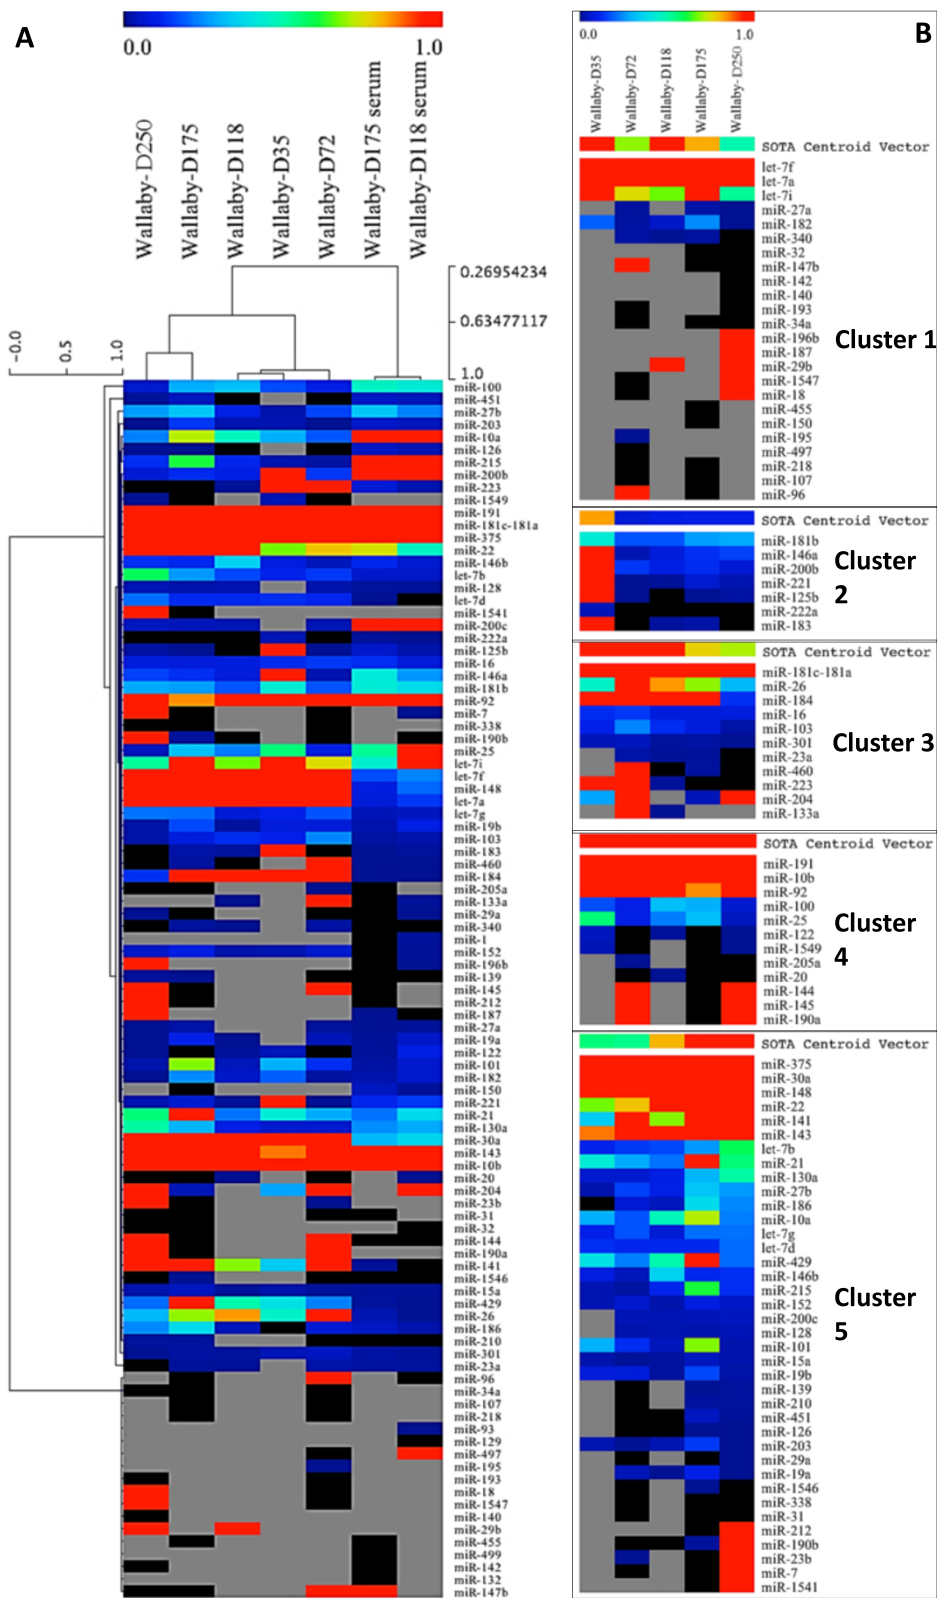 A
0.0
1.0
Wallaby-D250
Wallaby-D175
Wallaby-D118
Wallaby-D35
Wallaby-D72
Wallaby-D175 serum
Wallaby-D118 serum
0.26954234
0.63477117
1.0
-0.0
0.5
1.0
miR-100
miR-451
miR-27b
miR-203
miR-10a
miR-126
miR-215
miR-200b
miR-223
miR-1549
miR-191
miR-181c-181a
miR-375
miR-22
miR-146b
let-7b
miR-128
let-7d
miR-1541
miR-200c
miR-222a
miR-125b
miR-16
miR-146a
miR-181b
miR-92
miR-7
miR-338
miR-190b
miR-25
let-7i
let-7f
miR-148
let-7a
let-7g
miR-19b
miR-103
miR-183
miR-460
miR-184
miR-205a
miR-133a
miR-29a
miR-340
miR-1
miR-152
miR-196b
miR-139
miR-145
miR-212
miR-187
miR-27a
miR-19a
miR-122
miR-101
miR-182
miR-150
miR-221
miR-21
miR-130a
miR-30a
miR-143
miR-10b
miR-20
miR-204
miR-23b
miR-31
miR-32
miR-144
miR-190a
miR-141
miR-1546
miR-15a
miR-429
miR-26
miR-186
miR-210
miR-301
miR-23a
miR-96
miR-34a
miR-107
miR-218
miR-93
miR-129
miR-497
miR-195
miR-193
miR-18
miR-1547
miR-140
miR-29b
miR-455
miR-499
miR-142
miR-132
miR-147b
B
0.0
1.0
Wallaby-D35
Wallaby-D72
Wallaby-D118
Wallaby-D175
Wallaby-D250
SOTA Centroid Vector
let-7f
let-7a
let-7i
miR-27a
miR-182
miR-340
miR-32
miR-147b
miR-142
miR-140
miR-193
miR-34a
miR-196b
miR-187
miR-29b
miR-1547
miR-18
miR-455
miR-150
miR-195
miR-497
miR-218
miR-107
miR-96
Cluster 1
SOTA Centroid Vector
miR-181b
miR-146a
miR-200b
miR-221
miR-125b
miR-222a
miR-183
Cluster
2
SOTA Centroid Vector
miR-181c-181a
miR-26
miR-184
miR-16
miR-103
miR-301
miR-23a
miR-460
miR-223
miR-204
miR-133a
Cluster 3
SOTA Centroid Vector
miR-191
miR-10b
miR-92
miR-100
miR-25
miR-122
miR-1549
miR-205a
miR-20
miR-144
miR-145
miR-190a
Cluster
4
SOTA Centroid Vector
miR-375
miR-30a
miR-148
miR-22
miR-141
miR-143
let-7b
miR-21
miR-130a
miR-27b
miR-186
miR-10a
let-7g
let-7d
miR-429
miR-146b
miR-215
miR-152
miR-200c
miR-128
miR-101
miR-15a
miR-19b
miR-139
miR-210
miR-451
miR-126
miR-203
miR-29a
miR-19a
miR-1546
miR-338
miR-31
miR-212
miR-190b
miR-23b
miR-7
miR-1541
Cluster
5